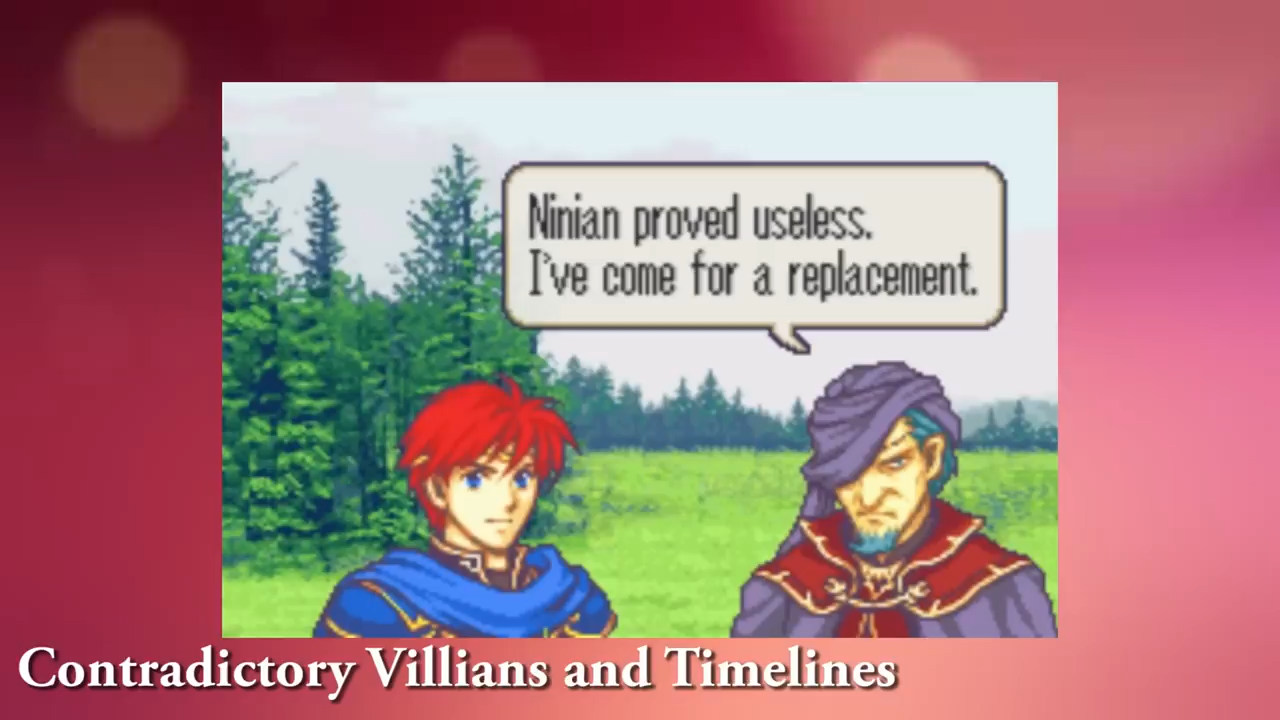 Ninian proved useless.
I've come for a replacement.
Contradictory Villians and Timelines